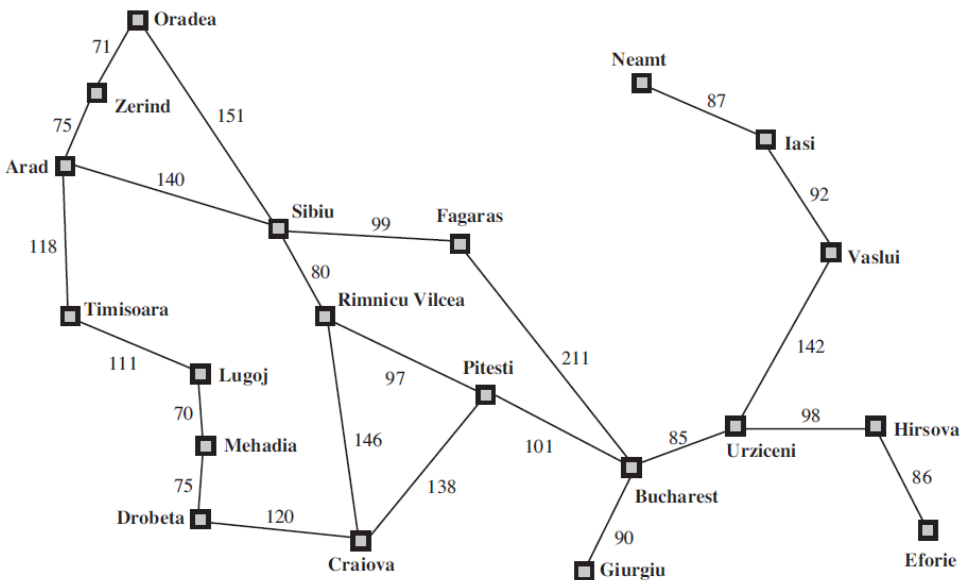 Oradea
71
Neamt
87
Zerind
151
75
Iasi
Arad
140
92
Sibiu
Fagaras
99
118
Vaslui
80
Timisoara
Rimnicu Vilcea
142
111
211
Pitesti
Lugoj
97
70
98
Hirsova
Mehadia
146
101
85
Urziceni
86
75
138
Bucharest
Drobeta
120
90
Eforie
Craiova
Giurgiu